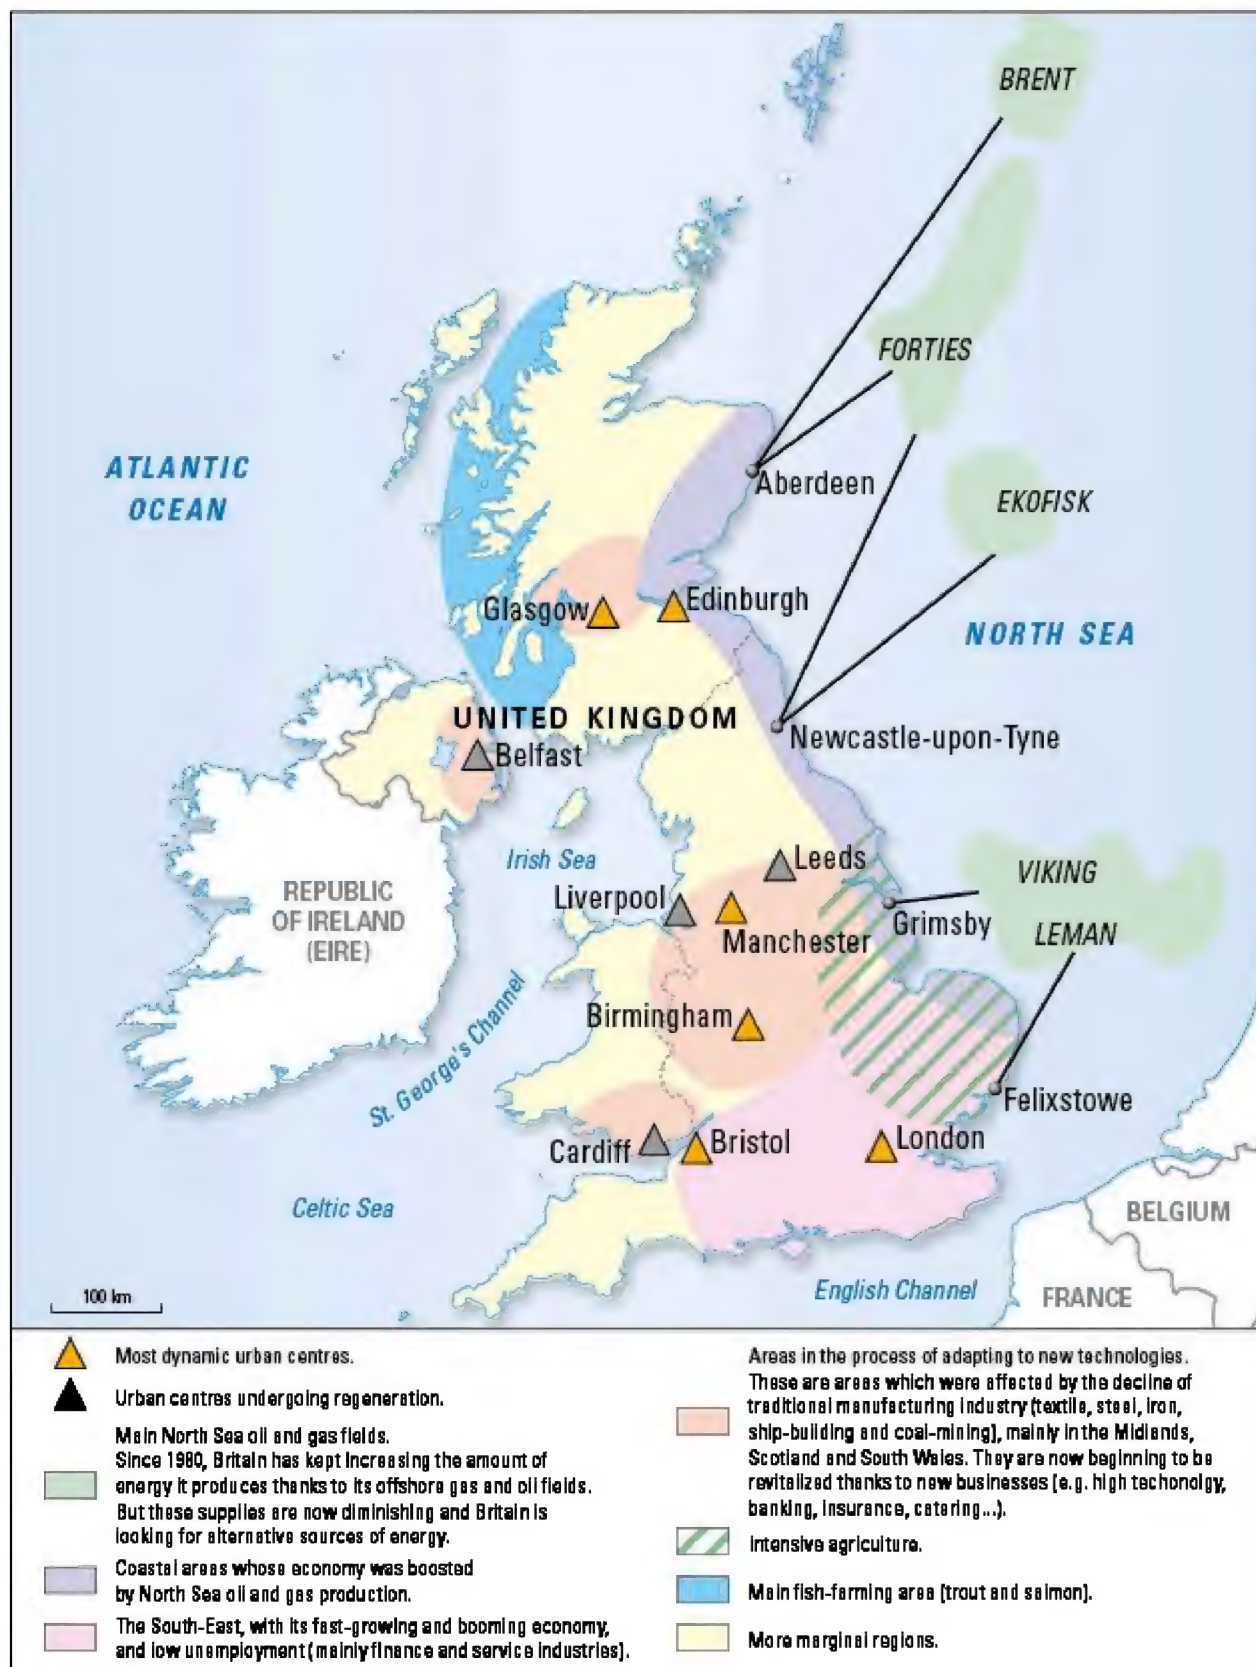 BRENT
FORTIES
ATLANTIC
OCEAN
Aberdeen
EKOFISK
Glasgow
Edinburgh
NORTH SEA
UNITED KINGDOM
Newcastle-upon-Tyne
Belfast
Irish Sea
Leeds
VIKING
REPUBLIC
OF IRELAND
(EIRE)
Liverpool
Manchester
Grimsby
LEMAN
St. George's Channel
Birmingham
Felixstowe
Cardiff
Bristol
London
Celtic Sea
BELGIUM
English Channel
FRANCE
100 km
Most dynamic urban centres.
Urban centres undergoing regeneration.
Main North Sea oil and gas fields.
Since 1980, Britain has kept increasing the amount of
energy it produces thanks to its offshore gas and oil fields.
But these supplies are now diminishing and Britain is
looking for alternative sources of energy.
Coastal areas whose economy was boosted
by North Sea oil and gas production.
The South-East, with its fast-growing and booming economy,
and low unemployment (mainly finance and service industries).
Areas in the process of adapting to new technologies.
These are areas which were affected by the decline of
traditional manufacturing industry (textile, steel, iron,
ship-building and coal-mining), mainly in the Midlands,
Scotland and South Wales. They are now beginning to be
revitalized thanks to new businesses (e.g. high techonolgy,
banking, insurance, catering...).
Intensive agriculture.
Main fish-farming area (trout and salmon).
More marginal regions.